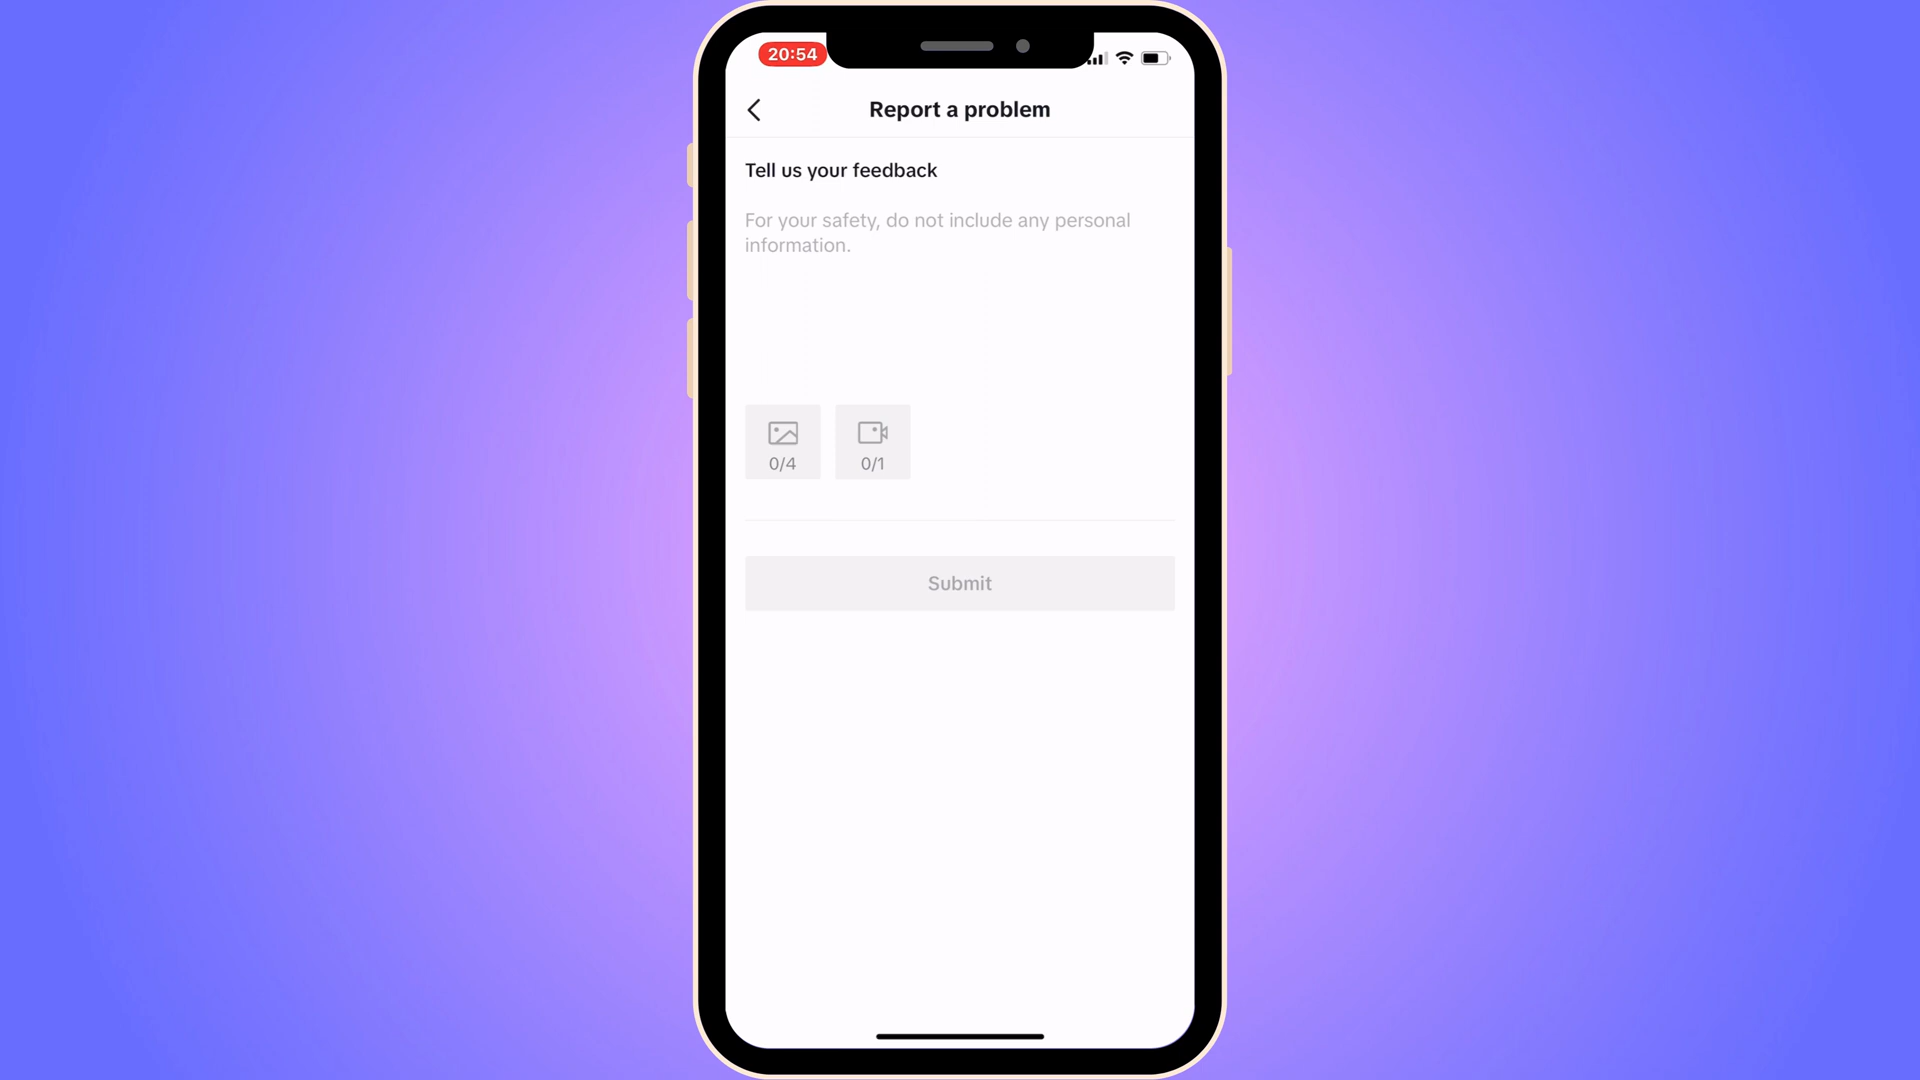 20:54
Report a problem
Tell us your feedback
For your safety, do not include any personal
information.
0/4 0/1
Submit